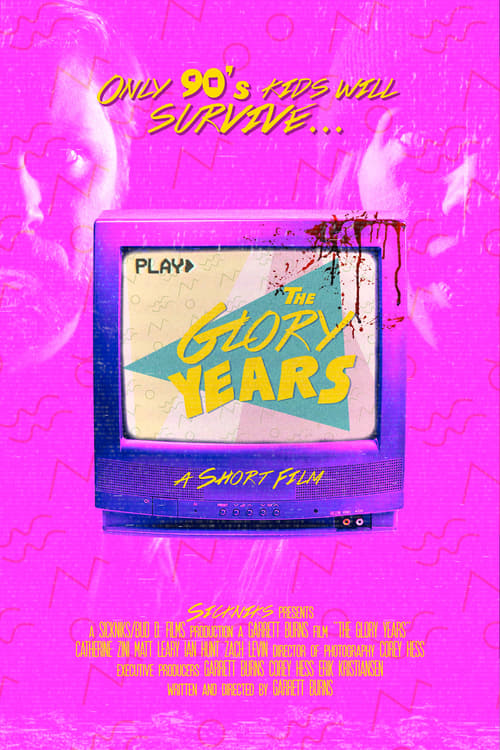 Only 90's kids will
survive...
PLAY
The
Glory
Years
A Short Film
Sickniks presents
A Sickniks/Bud D. Films production a Garrett Burns film "The Glory Years"
Catherine Zini Matt Leary Ian Hunt Zach Levin director of photography Corey Hess
executive producers Garrett Burns Corey Hess Erik Kristiansen
written and directed by Garrett Burns